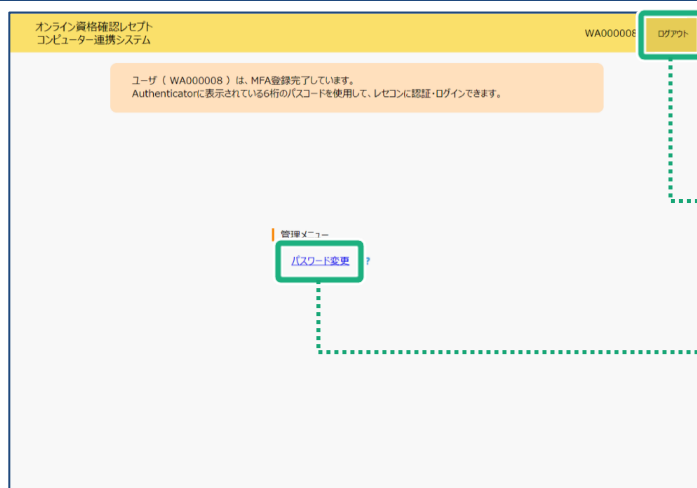 オンライン資格確認レセプト
コンピューター連携システム
WA000008
ログアウト
ユーザ（ WA000008 ）は、MFA登録完了しています。
Authenticatorに表示されている6桁のパスコードを使用して、レセコンに認証・ログインできます。
管理メニュー
パスワード変更 ?